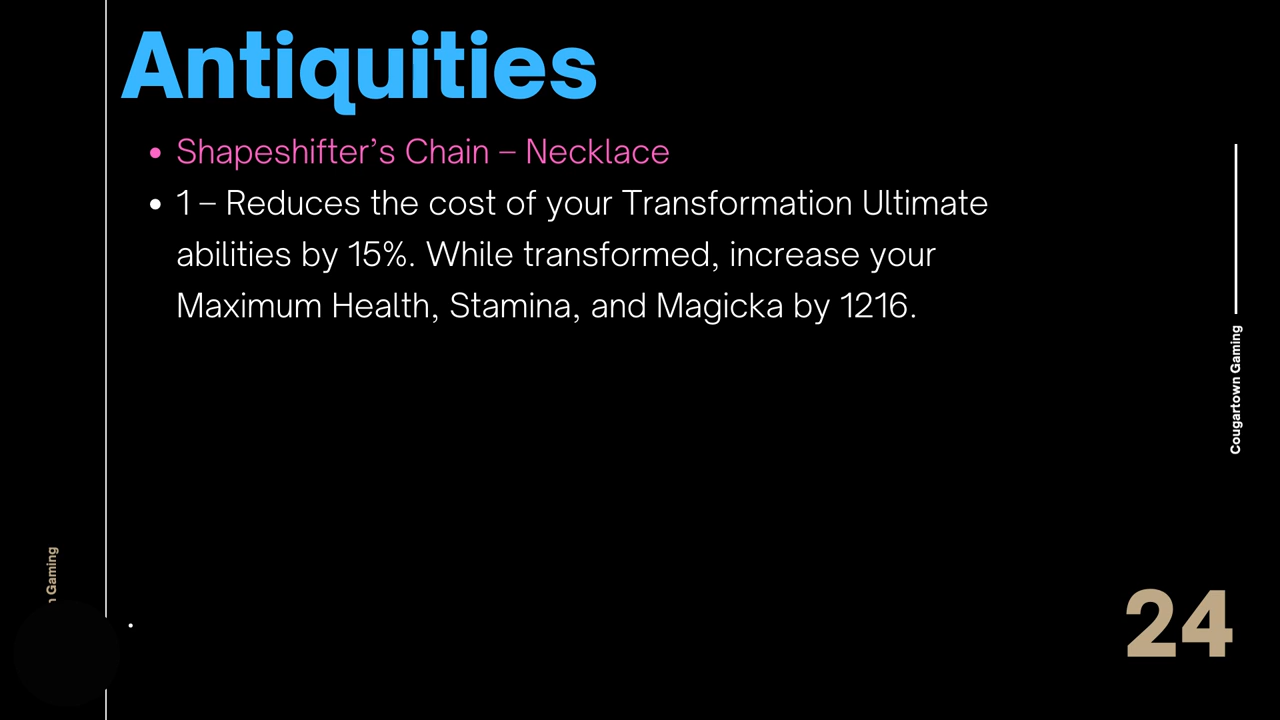 Antiquities
• Shapeshifter’s Chain – Necklace
• 1 – Reduces the cost of your Transformation Ultimate
abilities by 15%. While transformed, increase your
Maximum Health, Stamina, and Magicka by 1216.
Cougartown Gaming
Gaming
24